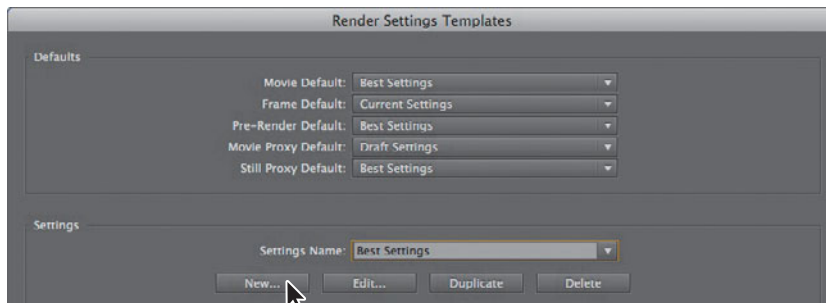 Render Settings Templates
Defaults
Movie Default: Best Settings
Frame Default: Current Settings
Pre-Render Default: Best Settings
Movie Proxy Default: Draft Settings
Still Proxy Default: Best Settings
Settings
Settings Name: Best Settings
New... Edit... Duplicate Delete